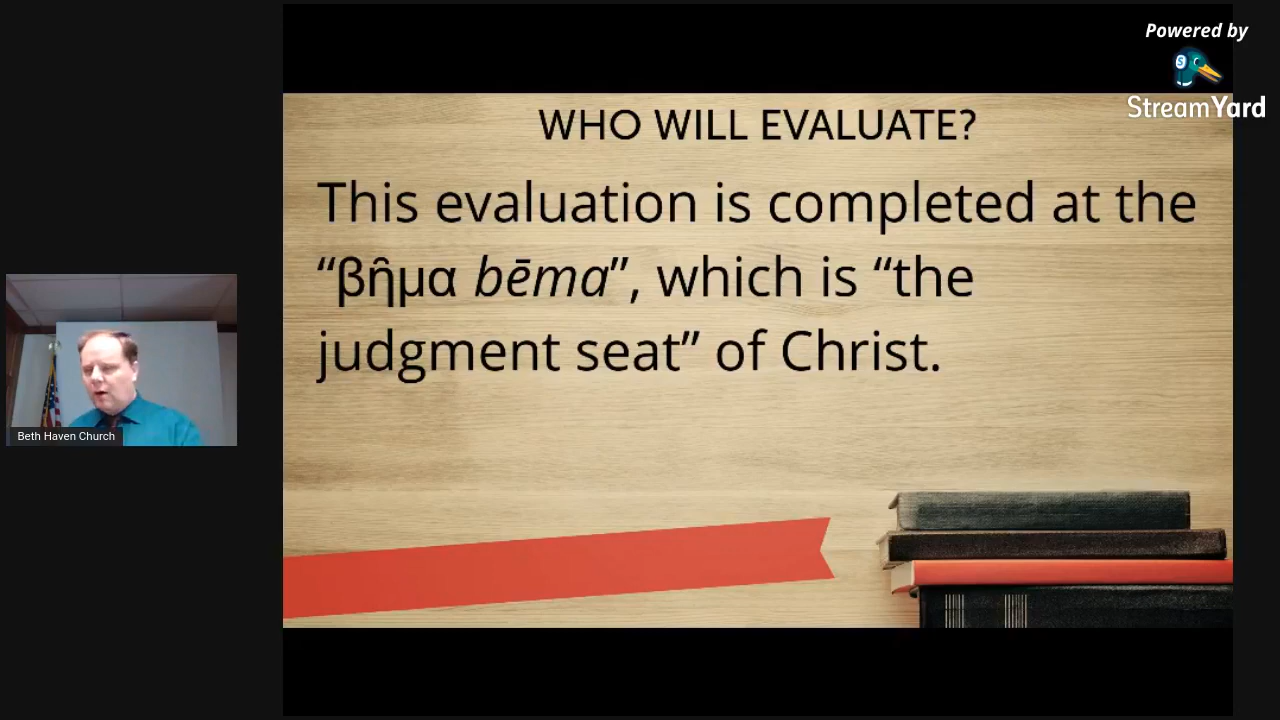 Powered by
StreamYard
WHO WILL EVALUATE?
This evaluation is completed at the
“βῆμα bēma”, which is “the
judgment seat” of Christ.
Beth Haven Church